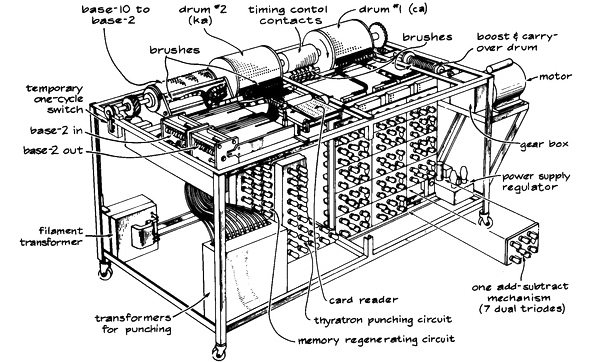 base-10 to
base-2
drum #2
(ka)
timing contol
contacts
drum #1 (ca)
brushes
brushes
boost & carry-
over drum
temporary
one-cycle
switch
motor
base-2 in
base-2 out
gear box
power supply
regulator
filament
transformer
one add-subtract
mechanism
(7 dual triodes)
card reader
transformers
for punching
thyratron punching circuit
memory regenerating circuit